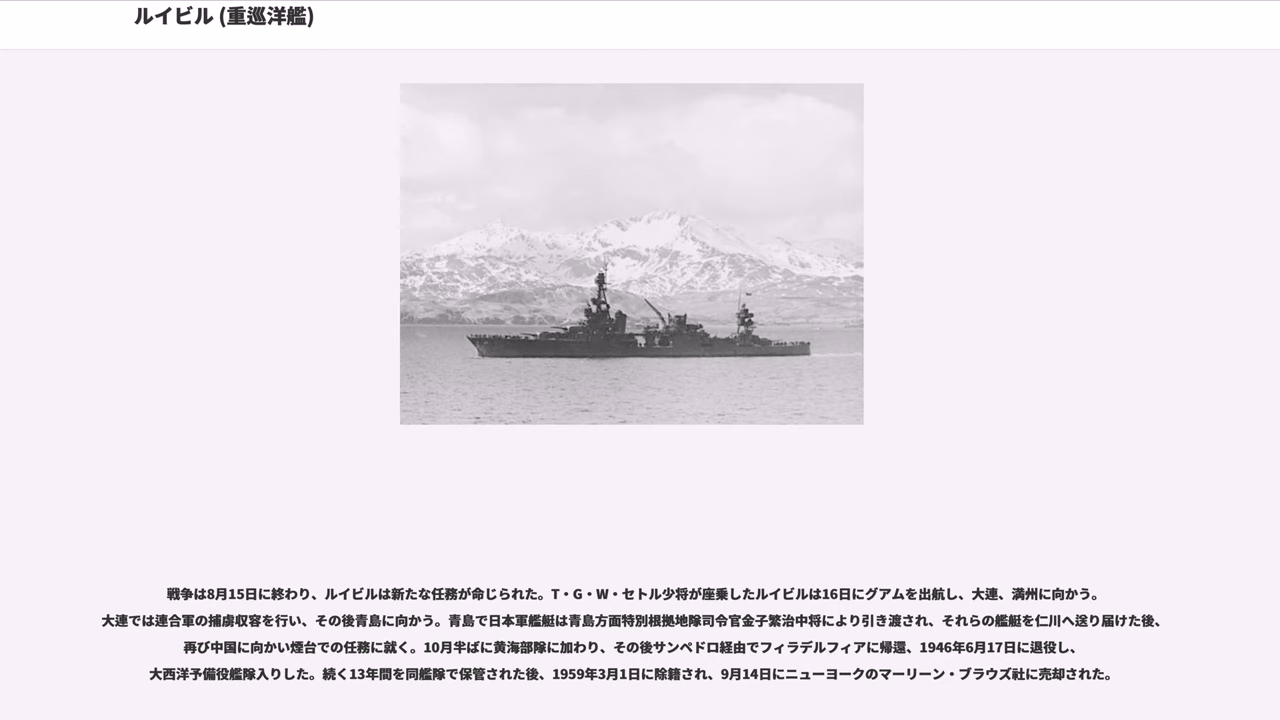 ルイビル (重巡洋艦)
戦争は8月15日に終わり、ルイビルは新たな任務が命じられた。T・G・W・セトル少将が座乗したルイビルは16日にグアムを出航し、大連、満州に向かう。
大連では連合軍の捕虜収容を行い、その後青島に向かう。青島で日本軍艦艇は青島方面特別根拠地隊司令官金子繁治中将により引き渡され、それらの艦艇を仁川へ送り届けた後、
再び中国に向かい煙台での任務に就く。10月半ばに黄海部隊に加わり、その後サンペドロ経由でフィラデルフィアに帰還、1946年6月17日に退役し、
大西洋予備役艦隊入りした。続く13年間を同艦隊で保管された後、1959年3月1日に除籍され、9月14日にニューヨークのマーリーン・ブラウズ社に売却された。